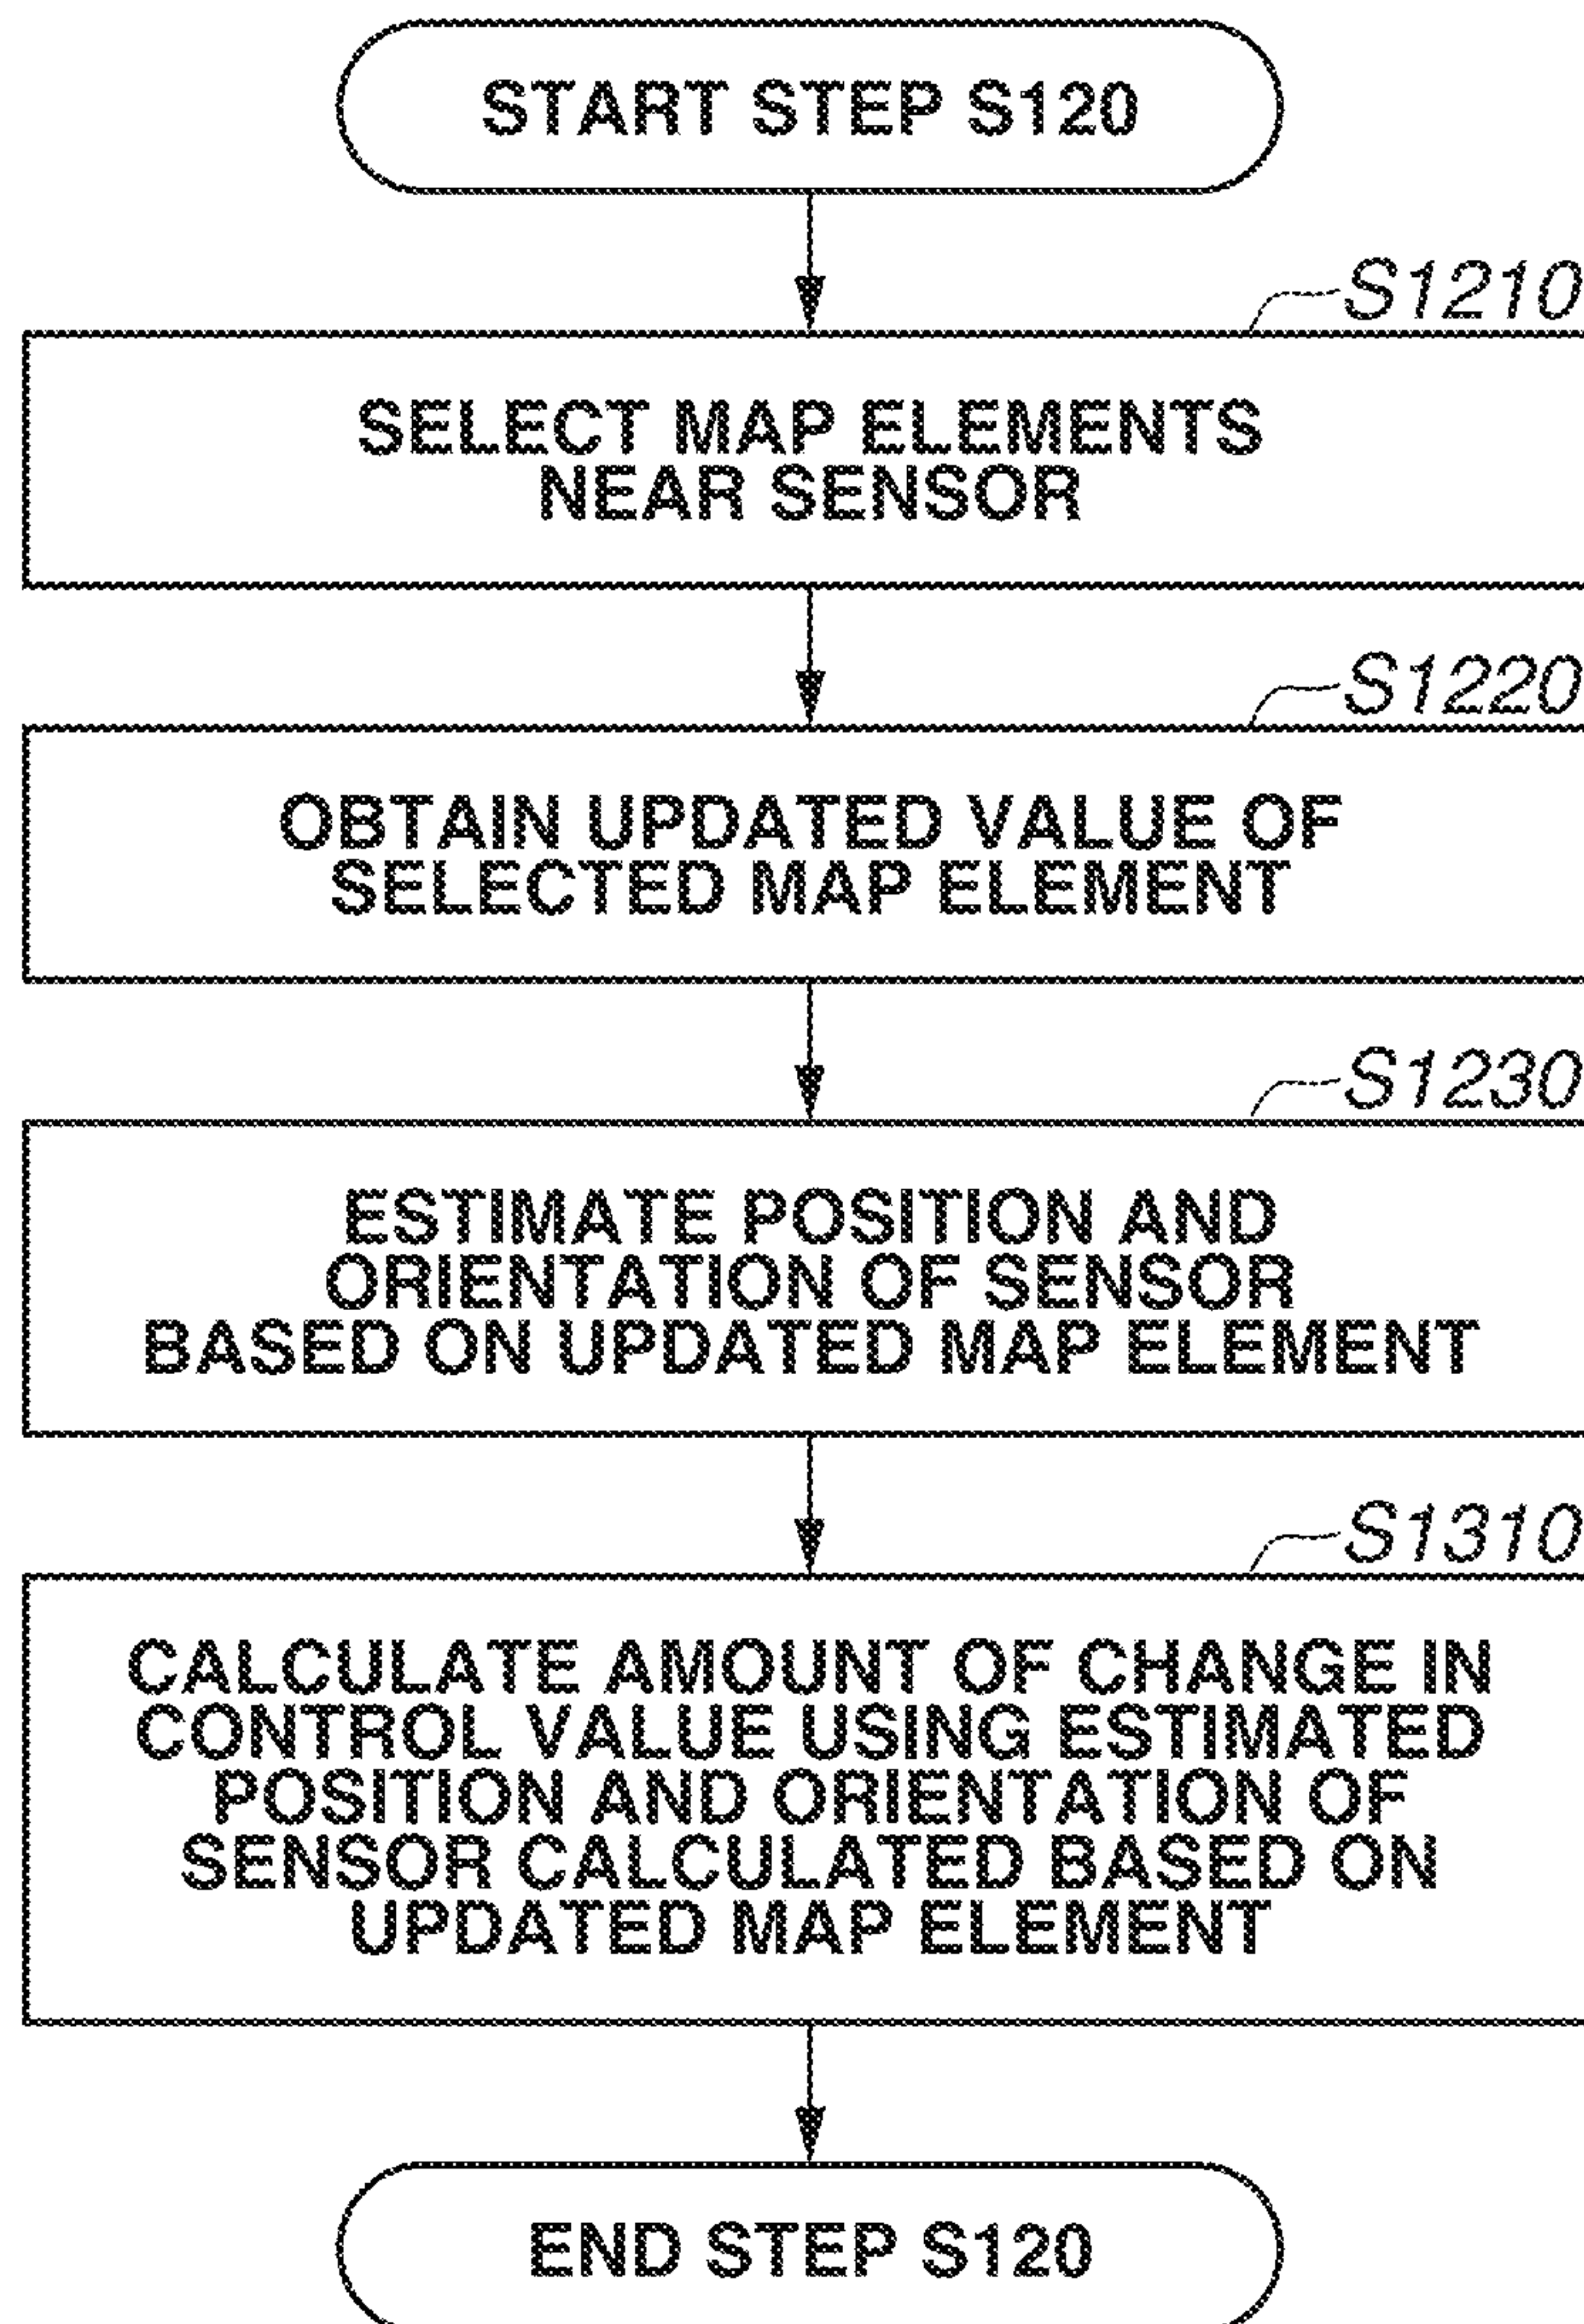 START STEP S120
S1210
SELECT MAP ELEMENTS
NEAR SENSOR
S1220
OBTAIN UPDATED VALUE OF
SELECTED MAP ELEMENT
S1230
ESTIMATE POSITION AND
ORIENTATION OF SENSOR
BASED ON UPDATED MAP ELEMENT
S1310
CALCULATE AMOUNT OF CHANGE IN
CONTROL VALUE USING ESTIMATED
POSITION AND ORIENTATION OF
SENSOR CALCULATED BASED ON
UPDATED MAP ELEMENT
END STEP S120